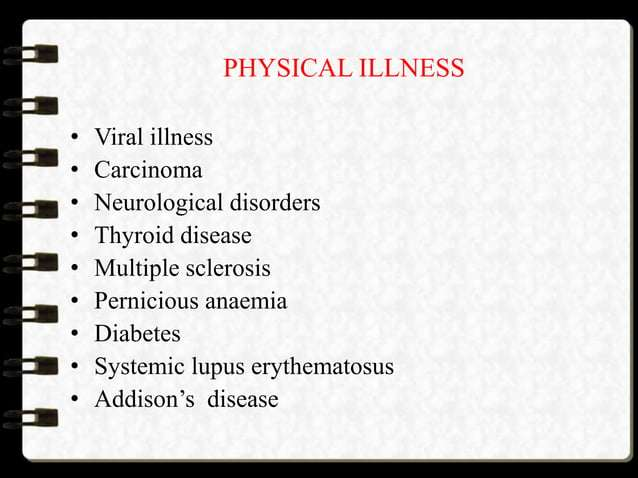 PHYSICAL ILLNESS
• Viral illness
• Carcinoma
• Neurological disorders
• Thyroid disease
• Multiple sclerosis
• Pernicious anaemia
• Diabetes
• Systemic lupus erythematosus
• Addison’s  disease